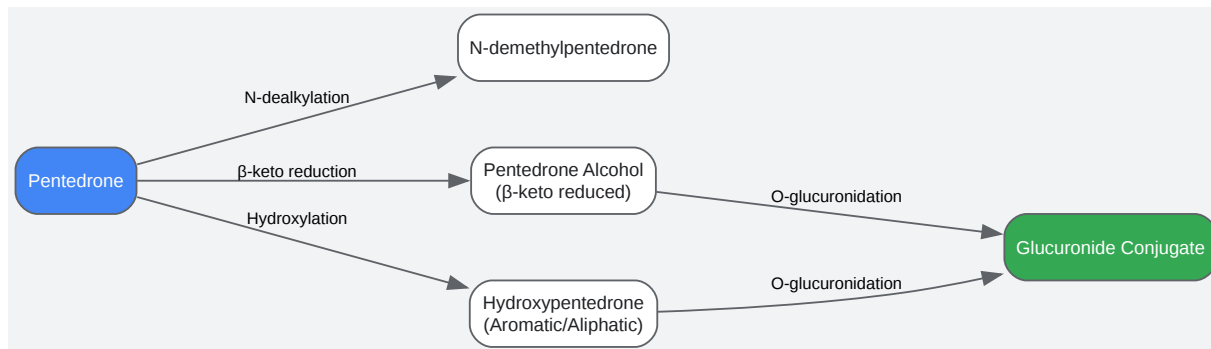 N-demethylpentedrone
N-dealkylation
Pentedrone
β-keto reduction
Pentedrone Alcohol
(β-keto reduced)
O-glucuronidation
Hydroxylation
Glucuronide Conjugate
O-glucuronidation
Hydroxypentedrone
(Aromatic/Aliphatic)